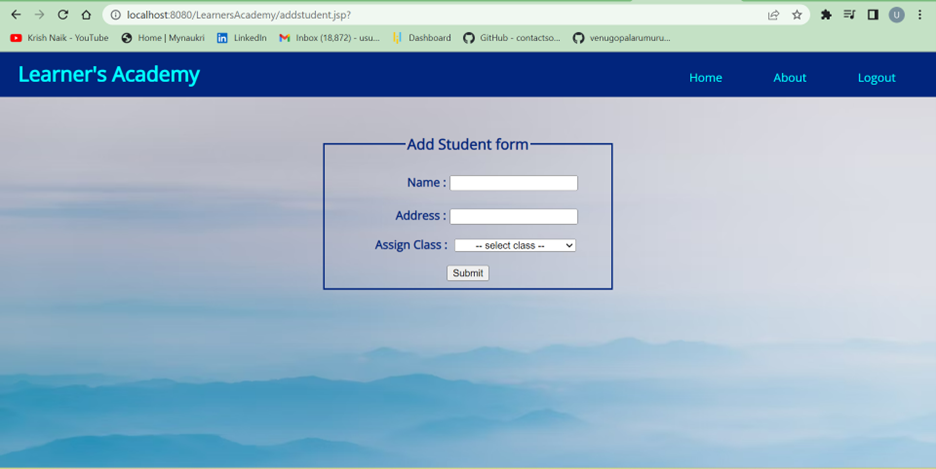 localhost:8080/LearnersAcademy/addstudent.jsp?
U
Krish Naik - YouTube Home | Mynaukri LinkedIn Inbox (18,872) - usu... Dashboard GitHub - contactso... venugopalarumuru...
Learner's Academy Home About Logout
Add Student form
Name :
Address :
Assign Class : -- select class --
Submit